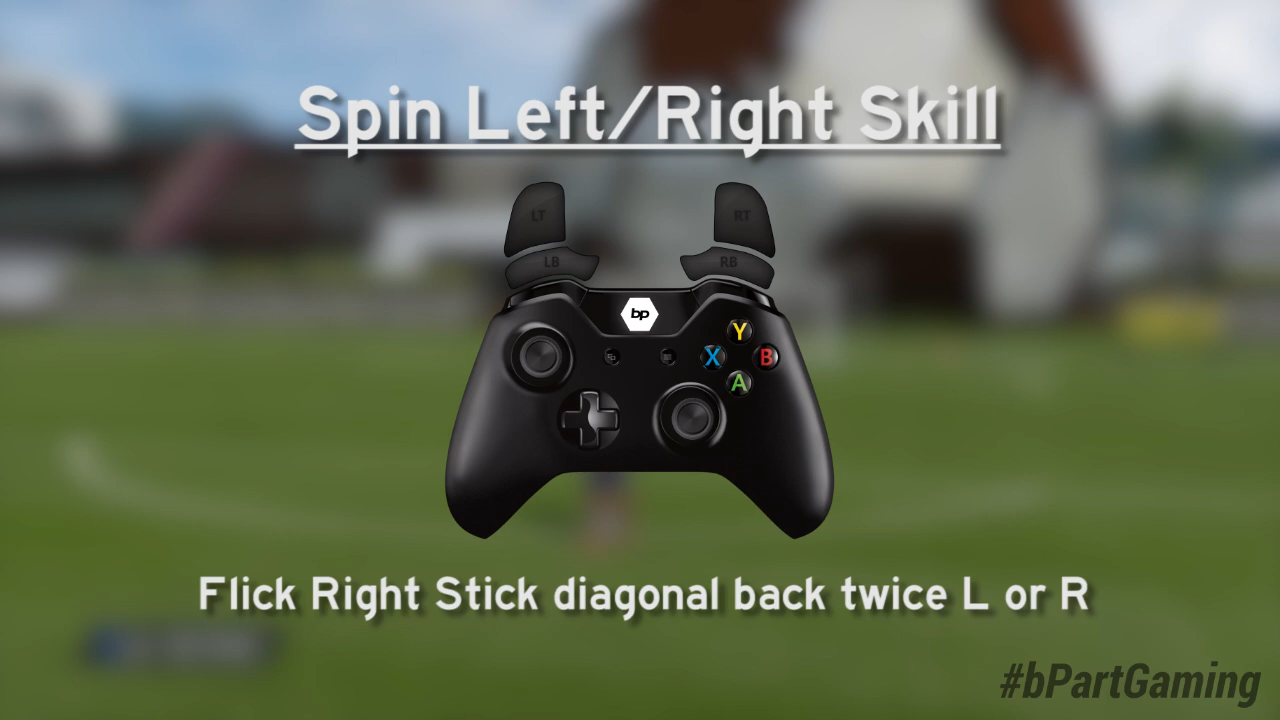 Spin Left/Right Skill
LT
RT
LB
RB
bp
Y
X
B
A
Flick Right Stick diagonal back twice L or R
#bPartGaming